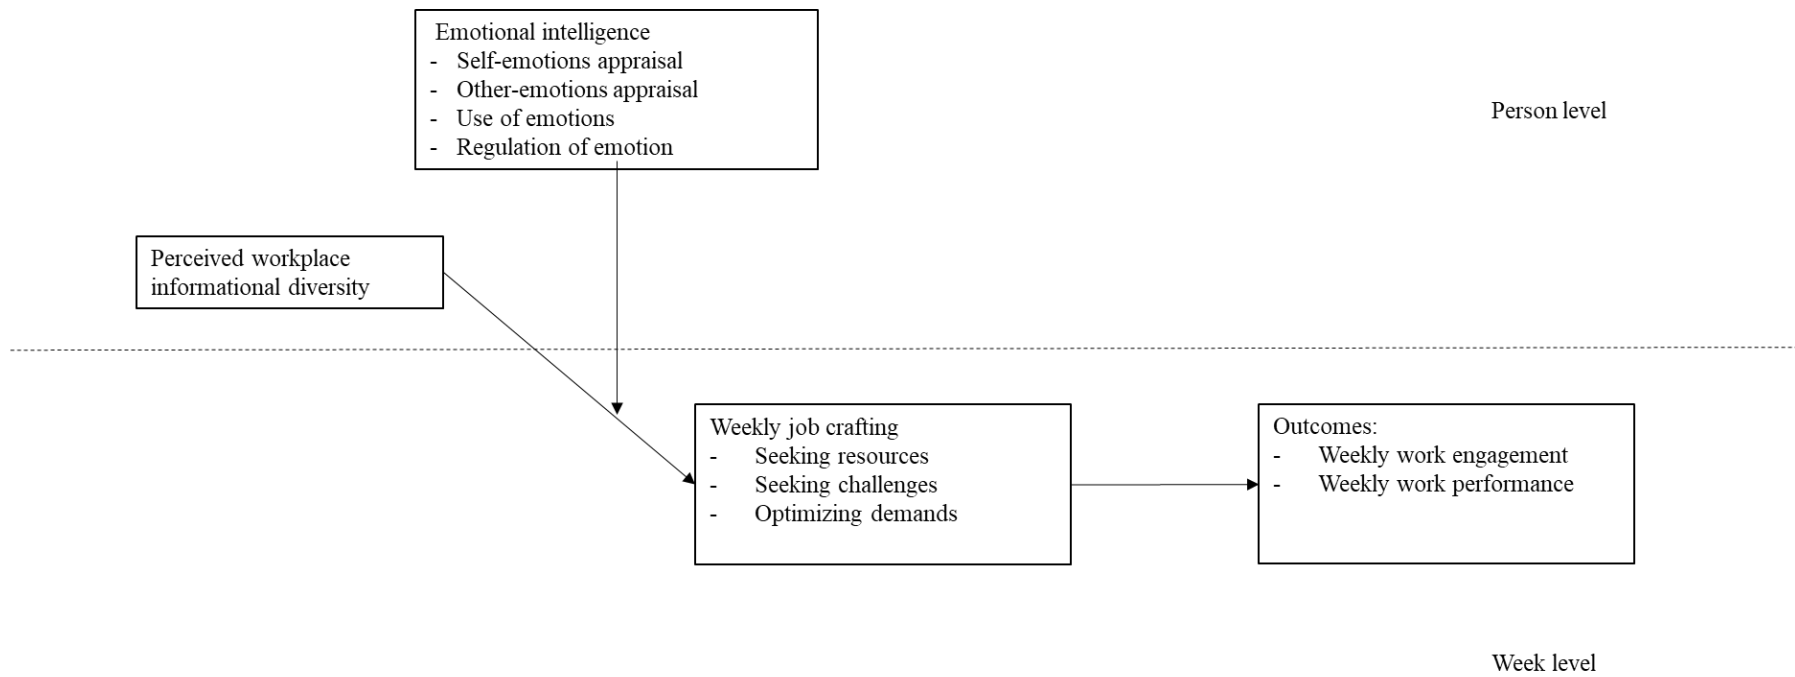 Emotional intelligence
- Self-emotions appraisal
- Other-emotions appraisal
- Use of emotions
- Regulation of emotion
Person level
Perceived workplace
informational diversity
Weekly job crafting
- Seeking resources
- Seeking challenges
- Optimizing demands
Outcomes:
- Weekly work engagement
- Weekly work performance
Week level